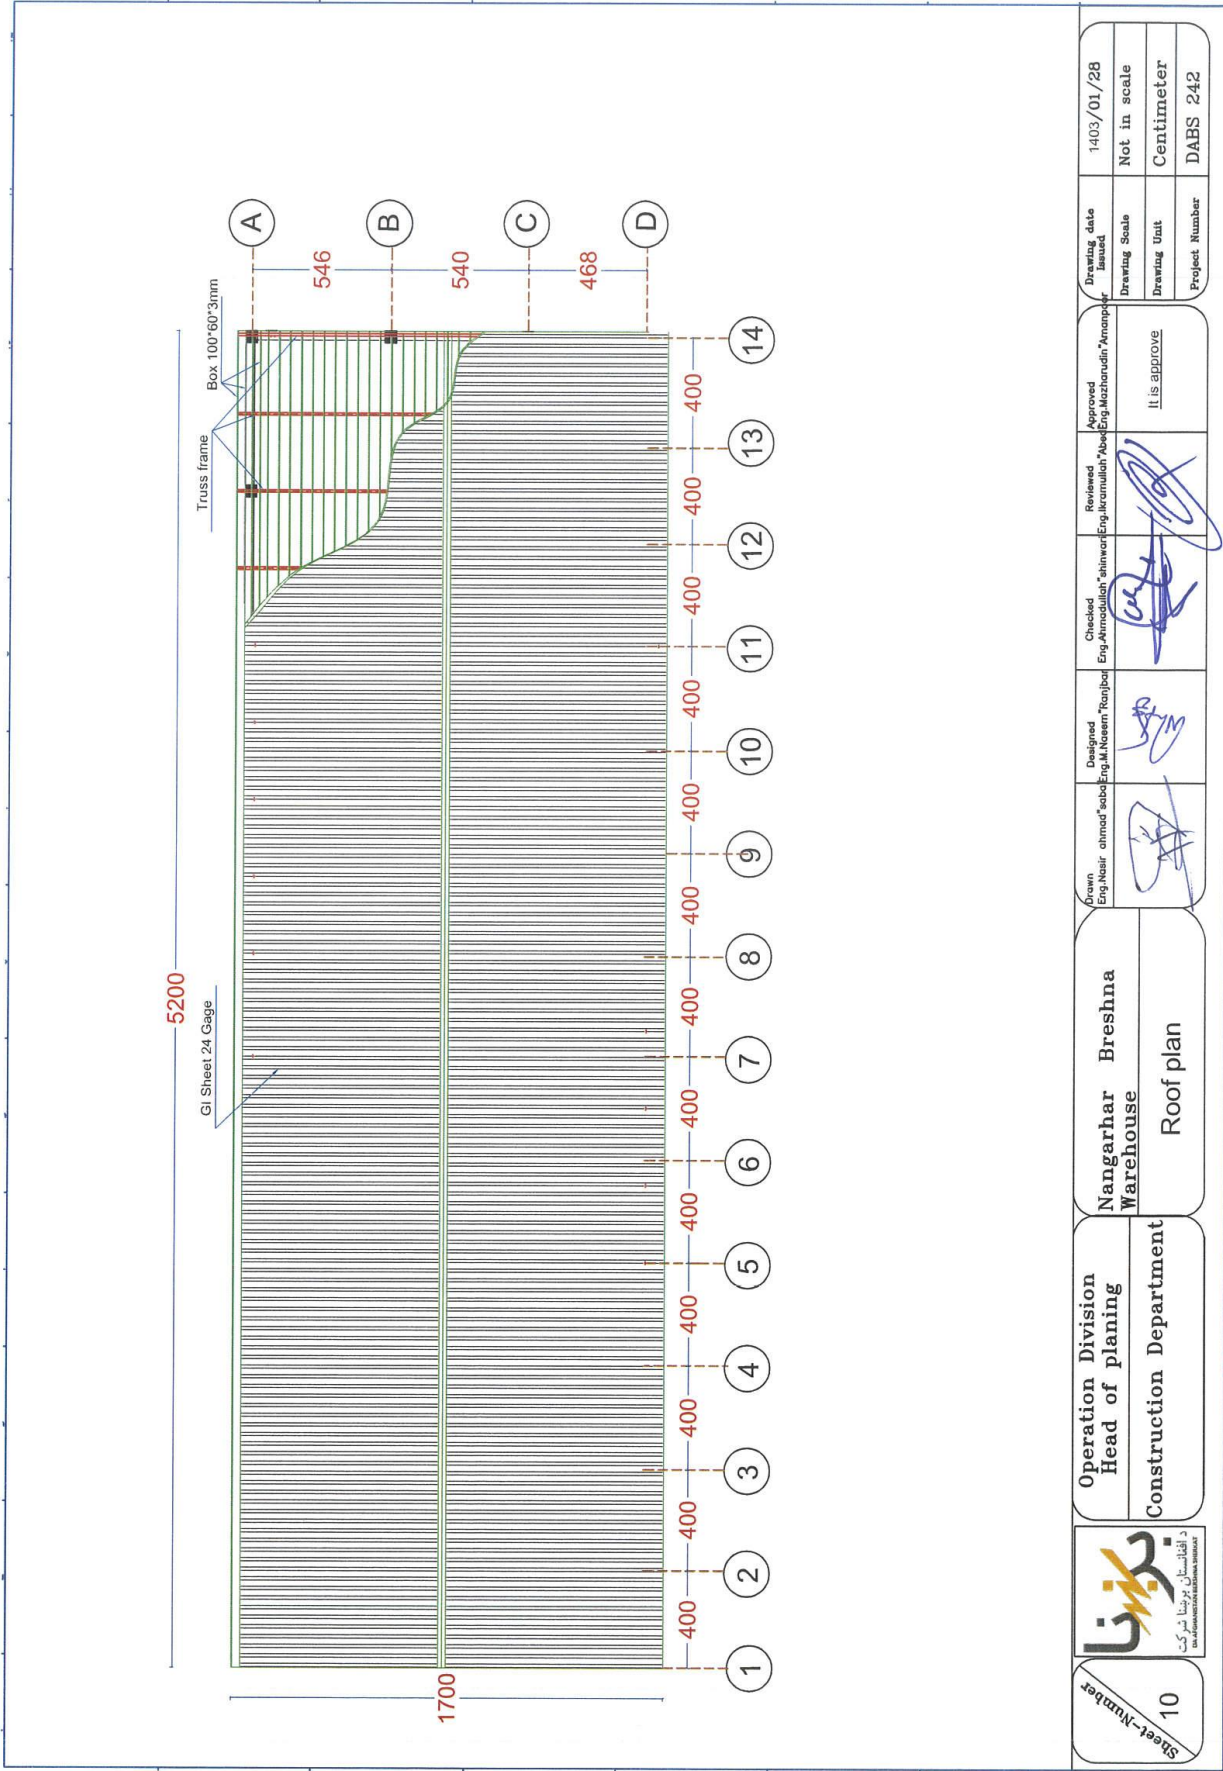 5200
GI Sheet 24 Gage
Truss frame
Box 100*60*3mm
A
B
C
D
546
540
468
1700
400
400
400
400
400
400
400
400
400
400
400
400
400
1
2
3
4
5
6
7
8
9
10
11
12
13
14
Sheet-Number
10
د افغانستان برېښنا شرکت
DA AFGHANISTAN BRESHNA SHERKAT
Operation Division
Head of planing
Construction Department
Nangarhar Breshna
Warehouse
Roof plan
Drawn
Eng.Nasir ahmad"saba
Designed
Eng.M.Naeem"Ranjbar
Checked
Eng.Ahmadullah"shinwari
Reviewed
Eng.Ikramullah"Abed
Approved
Eng.Mazharudin"Amanpoor
It is approve
Drawing date
Issued
1403/01/28
Drawing Scale
Not in scale
Drawing Unit
Centimeter
Project Number
DABS 242